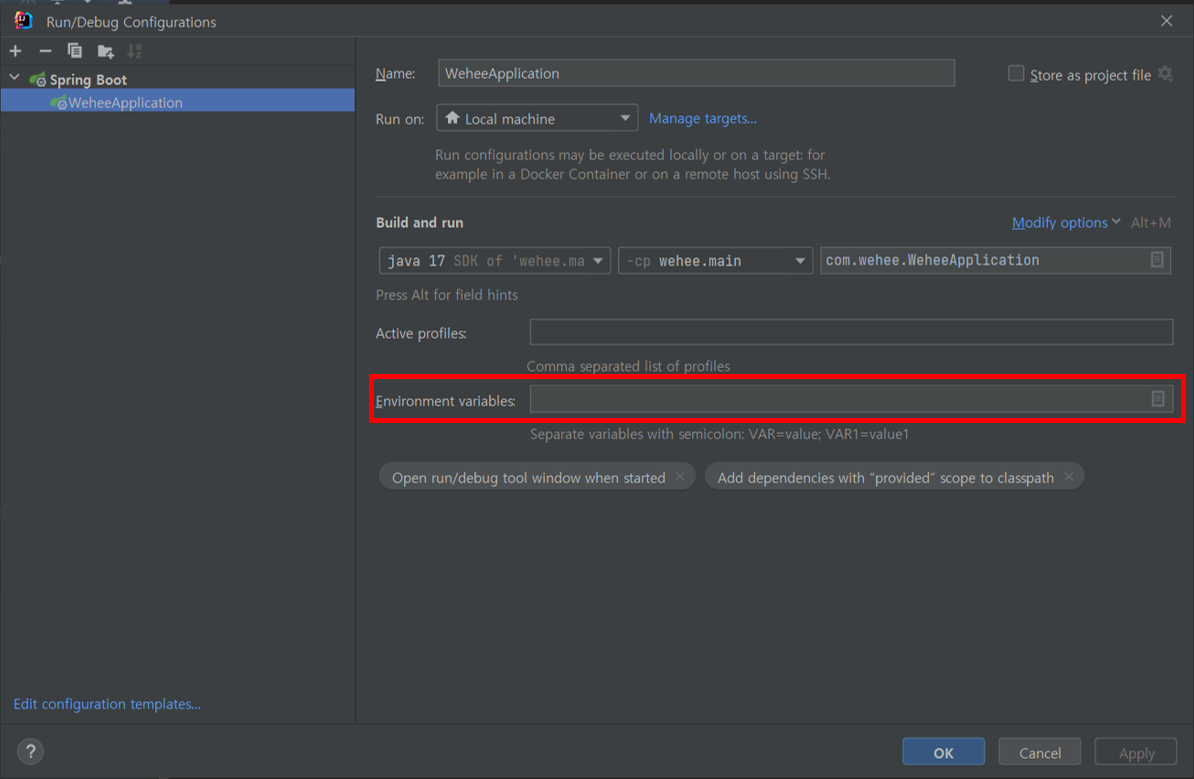 Run/Debug Configurations
Spring Boot
WeheeApplication
Name: WeheeApplication Store as project file
Run on: Local machine Manage targets...
Run configurations may be executed locally or on a target: for
example in a Docker Container or on a remote host using SSH.
Build and run Modify options Alt+M
java 17 SDK of 'wehee.ma -cp wehee.main com.wehee.WeheeApplication
Press Alt for field hints
Active profiles:
Comma separated list of profiles
Environment variables:
Separate variables with semicolon: VAR=value; VAR1=value1
Open run/debug tool window when started × Add dependencies with “provided” scope to classpath ×
Edit configuration templates...
? OK Cancel Apply